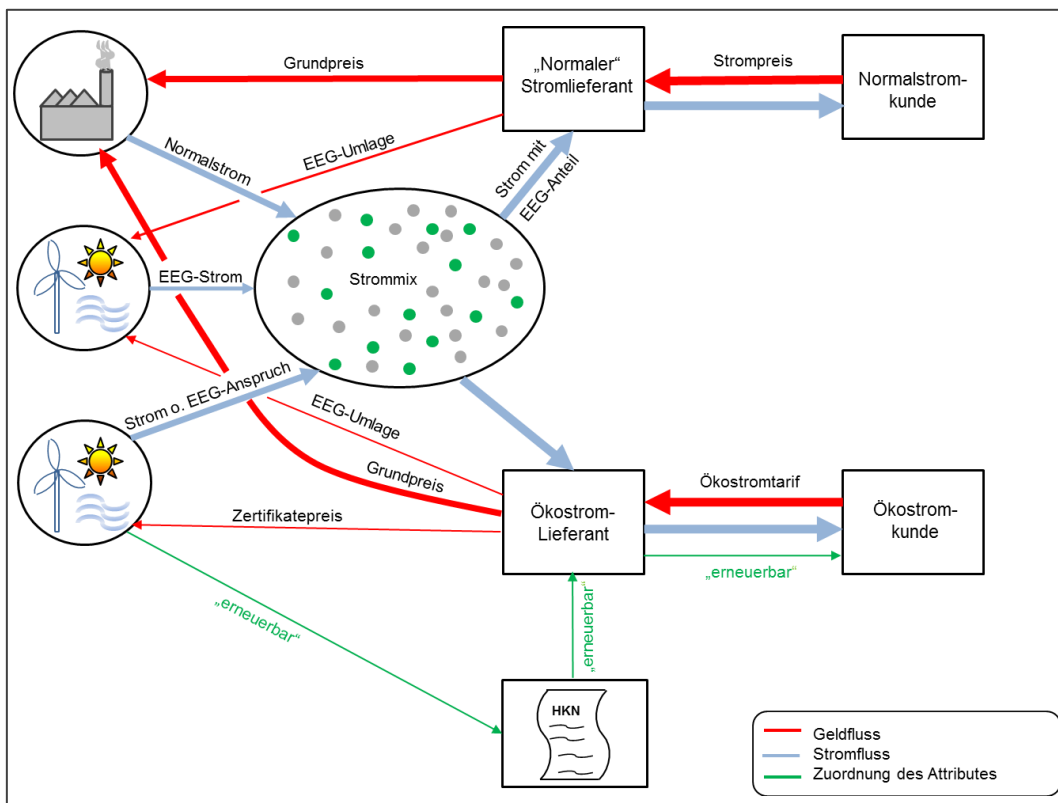 Grundpreis
„Normaler“
Stromlieferant
Strompreis
Normalstrom-
kunde
Normalstrom
EEG-Umlage
Strom mit
EEG-Anteil
EEG-Strom
Strommix
Strom o. EEG-Anspruch
EEG-Umlage
Grundpreis
Zertifikatepreis
Ökostrom-
Lieferant
Ökostromtarif
Ökostrom-
kunde
„erneuerbar“
„erneuerbar“
„erneuerbar“
HKN
Geldfluss
Stromfluss
Zuordnung des Attributes